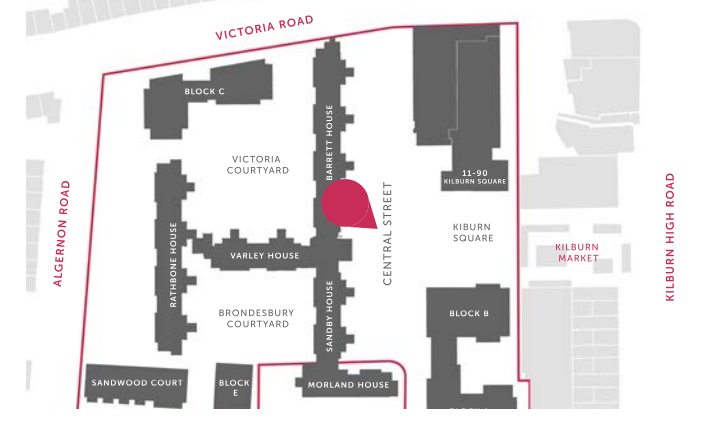 VICTORIA ROAD
BLOCK C
BARRETT HOUSE
VICTORIA
COURTYARD
11-90
KILBURN SQUARE
ALGERNON ROAD
RATHBONE HOUSE
CENTRAL STREET
KIBURN
SQUARE
KILBURN HIGH ROAD
VARLEY HOUSE
KILBURN
MARKET
BRONDESBURY
COURTYARD
SANDBY HOUSE
BLOCK B
SANDWOOD COURT
BLOCK
E
MORLAND HOUSE